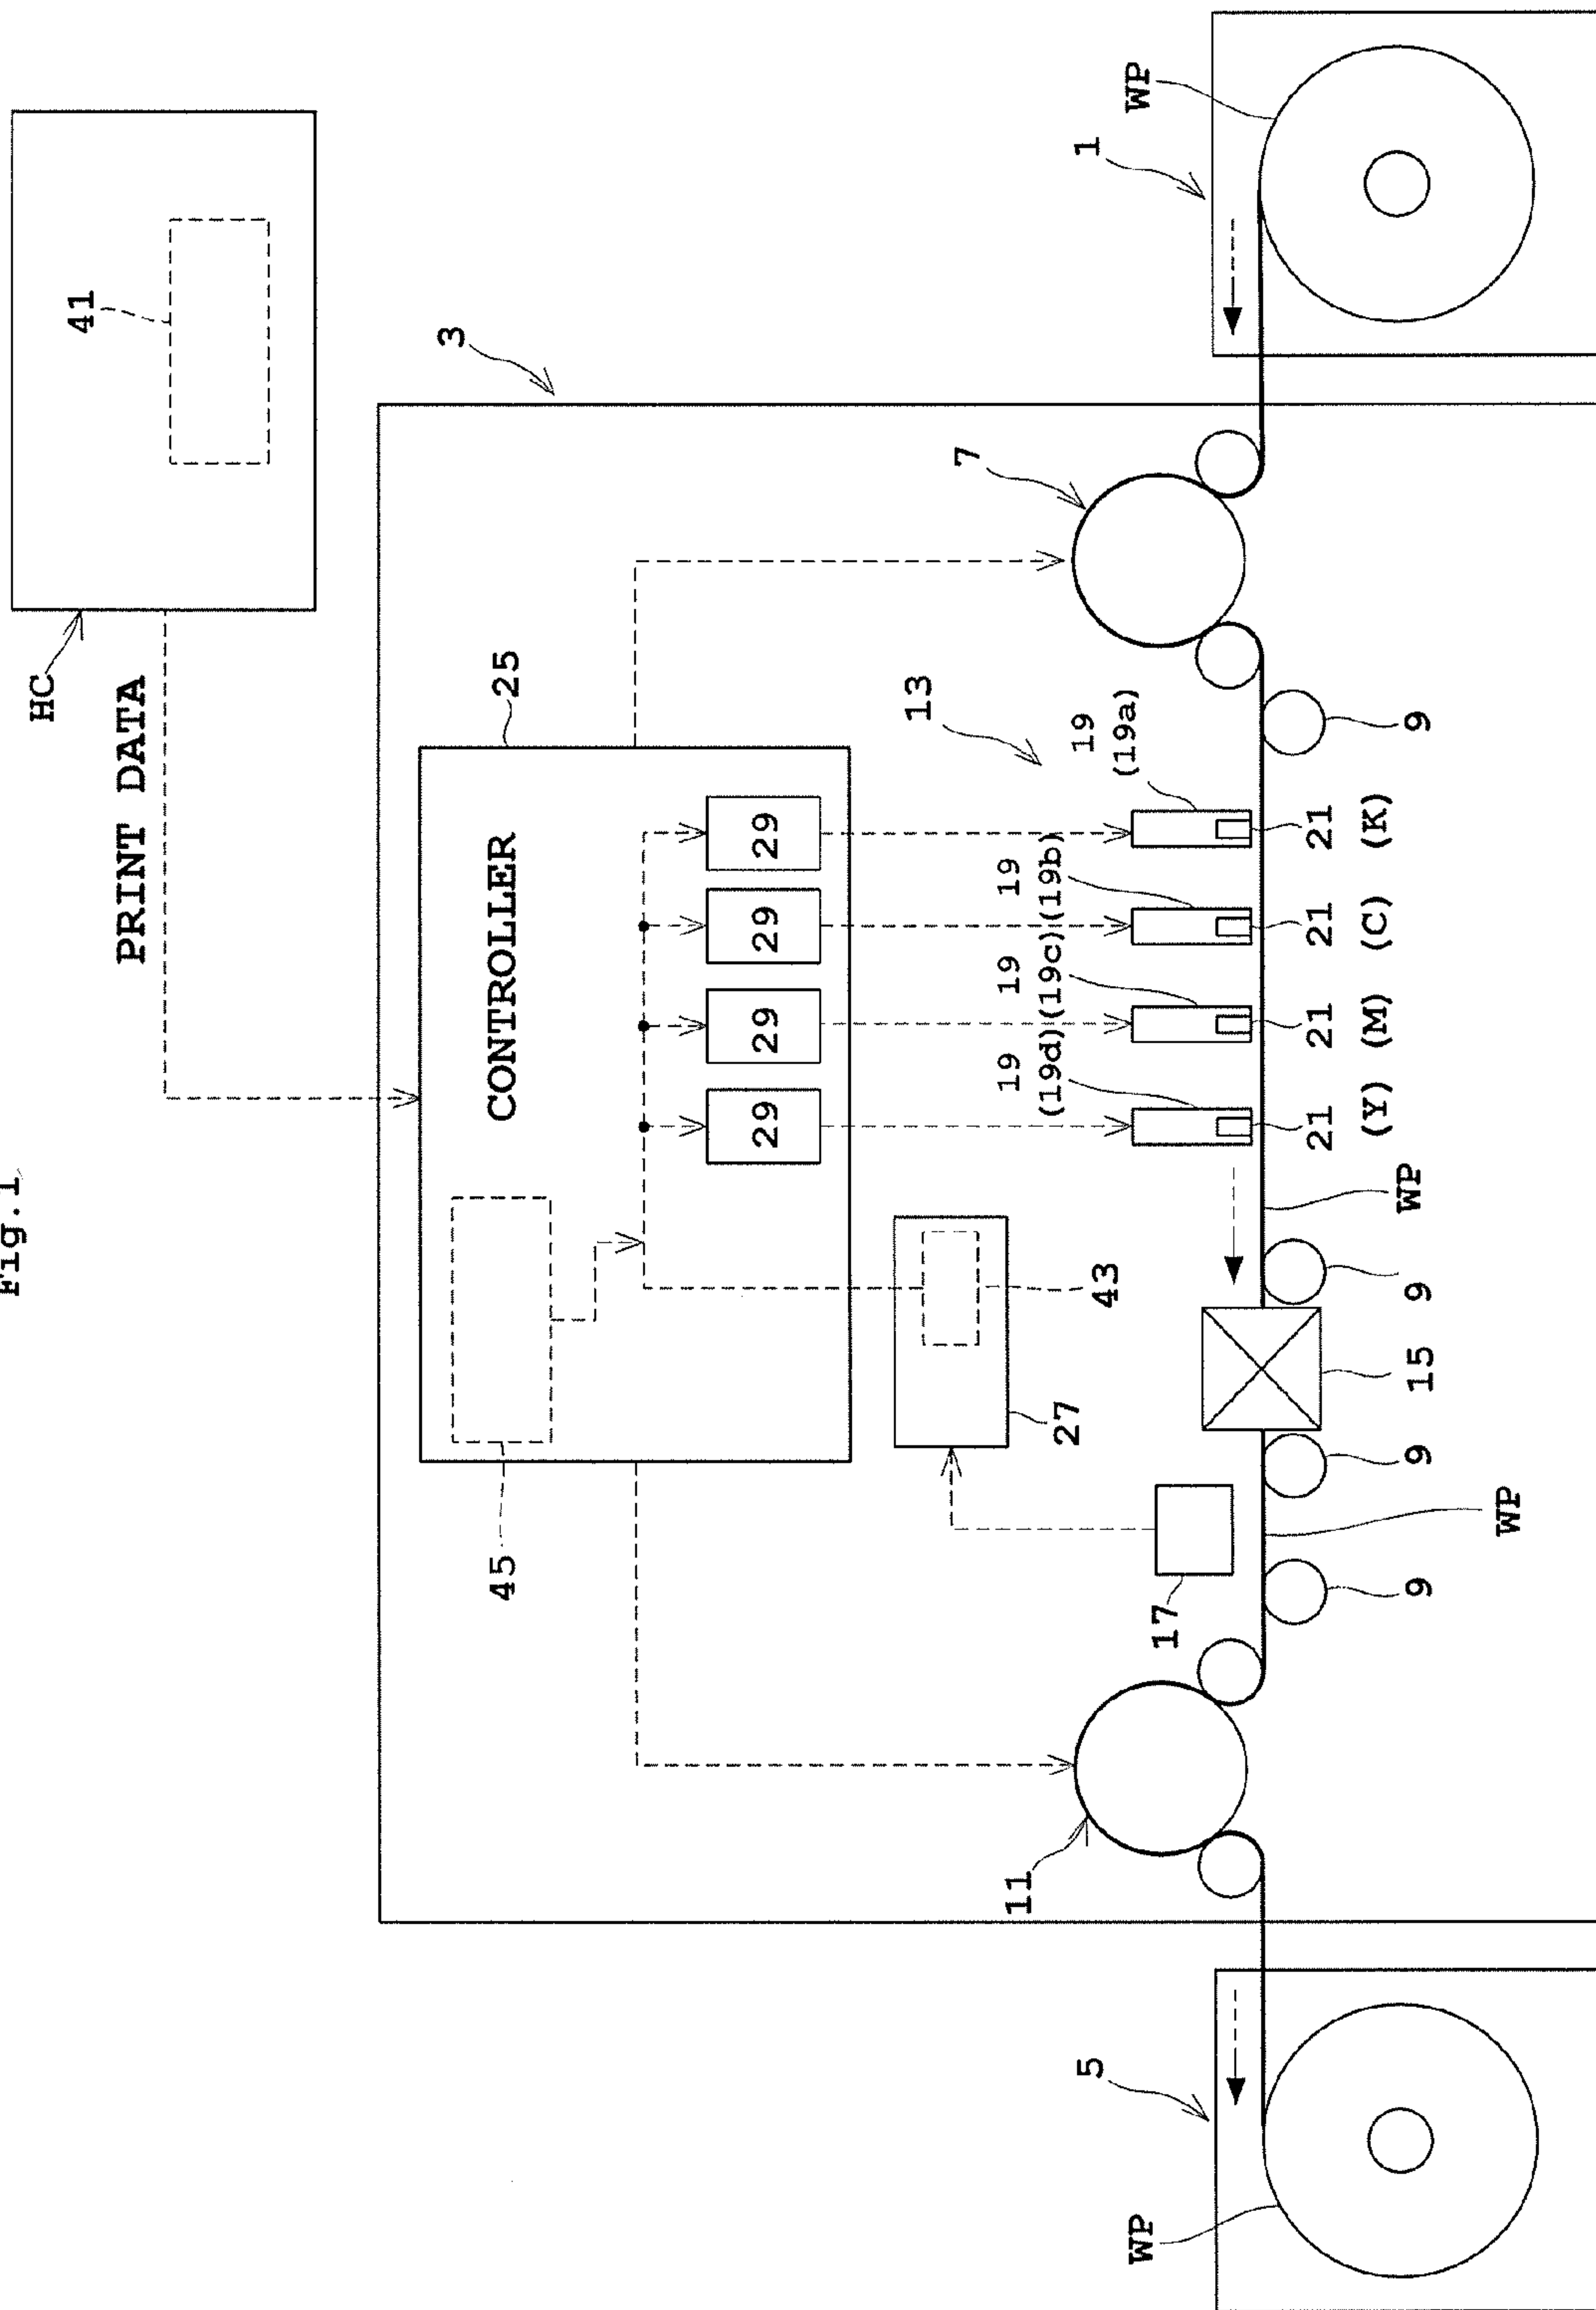 Fig.1
HC
41
PRINT DATA
3
45
CONTROLLER
25
29
29
29
29
13
7
11
19
(19d)
19
(19c)
19
(19b)
19
(19a)
27
43
5
1
WP
WP
17
21
21
21
21
(Y)
(M)
(C)
(K)
WP
9
9
15
9
9
WP